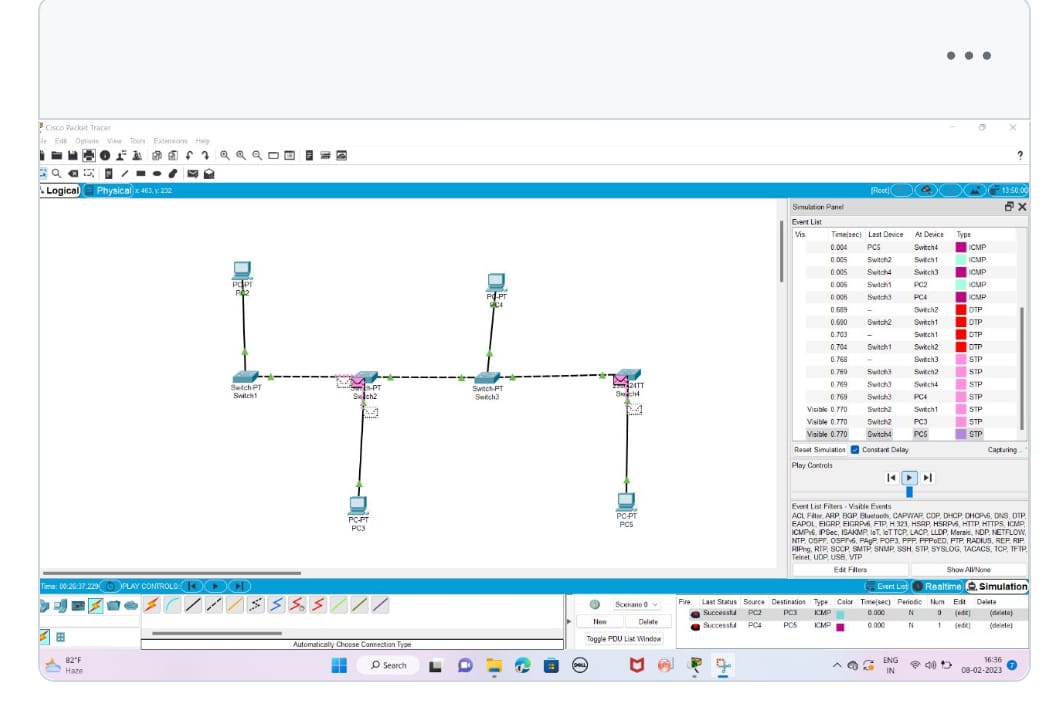 Cisco Packet Tracer
Edit Options View Tools Extensions Help
?
Logical Physical x: 463, y: 232 [Root] 13:50:00
Simulation Panel
Event List
Vis. Time(sec) Last Device At Device Type
0.004 PC5 Switch4 ICMP
0.005 Switch2 Switch1 ICMP
0.005 Switch4 Switch3 ICMP
0.006 Switch1 PC2 ICMP
0.006 Switch3 PC4 ICMP
0.689 -- Switch2 DTP
0.690 Switch2 Switch1 DTP
0.703 -- Switch1 DTP
0.704 Switch1 Switch2 DTP
0.768 -- Switch3 STP
0.769 Switch3 Switch2 STP
0.769 Switch3 Switch4 STP
0.769 Switch3 PC4 STP
Visible 0.770 Switch2 Switch1 STP
Visible 0.770 Switch2 PC3 STP
Visible 0.770 Switch4 PC5 STP
Reset Simulation Constant Delay Capturing...
Play Controls
Event List Filters - Visible Events
ACL Filter, ARP, BGP, Bluetooth, CAPWAP, CDP, DHCP, DHCPv6, DNS, DTP,
EAPOL, EIGRP, EIGRPv6, FTP, H.323, HSRP, HSRPv6, HTTP, HTTPS, ICMP,
ICMPv6, IPSec, ISAKMP, IoT, IoT TCP, LACP, LLDP, Meraki, NDP, NETFLOW,
NTP, OSPF, OSPFv6, PAgP, POP3, PPP, PPPoED, PTP, RADIUS, REP, RIP,
RIPng, RTP, SCCP, SMTP, SNMP, SSH, STP, SYSLOG, TACACS, TCP, TFTP,
Telnet, UDP, USB, VTP
Edit Filters Show All/None
PC-PT
PC2
PC-PT
PC4
Switch-PT
Switch1
Switch2
Switch-PT
Switch3
Switch4
PC-PT
PC3
PC-PT
PC5
Time: 00:26:37.229 PLAY CONTROLS: Event List Realtime Simulation
Scenario 0
New Delete
Toggle PDU List Window
Fire Last Status Source Destination Type Color Time(sec) Periodic Num Edit Delete
Successful PC2 PC3 ICMP 0.000 N 0 (edit) (delete)
Successful PC4 PC5 ICMP 0.000 N 1 (edit) (delete)
Automatically Choose Connection Type
82°F
Haze
Search
DELL
ENG
IN
16:36
08-02-2023
7